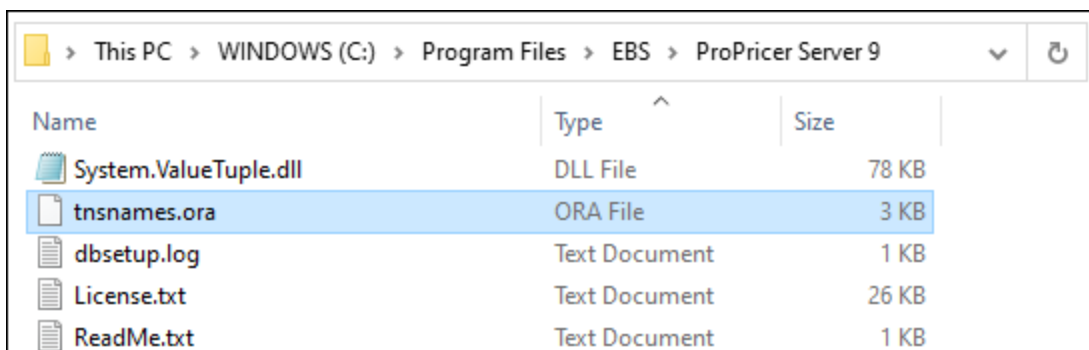 This PC > WINDOWS (C:) > Program Files > EBS > ProPricer Server 9
Name Type Size
System.ValueTuple.dll DLL File 78 KB
tnsnames.ora ORA File 3 KB
dbsetup.log Text Document 1 KB
License.txt Text Document 26 KB
ReadMe.txt Text Document 1 KB